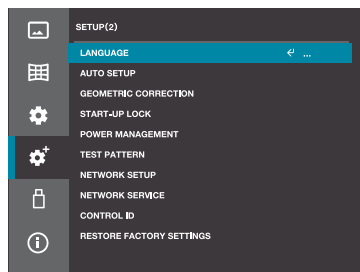 SETUP(2)
LANGUAGE ...
AUTO SETUP
GEOMETRIC CORRECTION
START-UP LOCK
POWER MANAGEMENT
TEST PATTERN
NETWORK SETUP
NETWORK SERVICE
CONTROL ID
RESTORE FACTORY SETTINGS